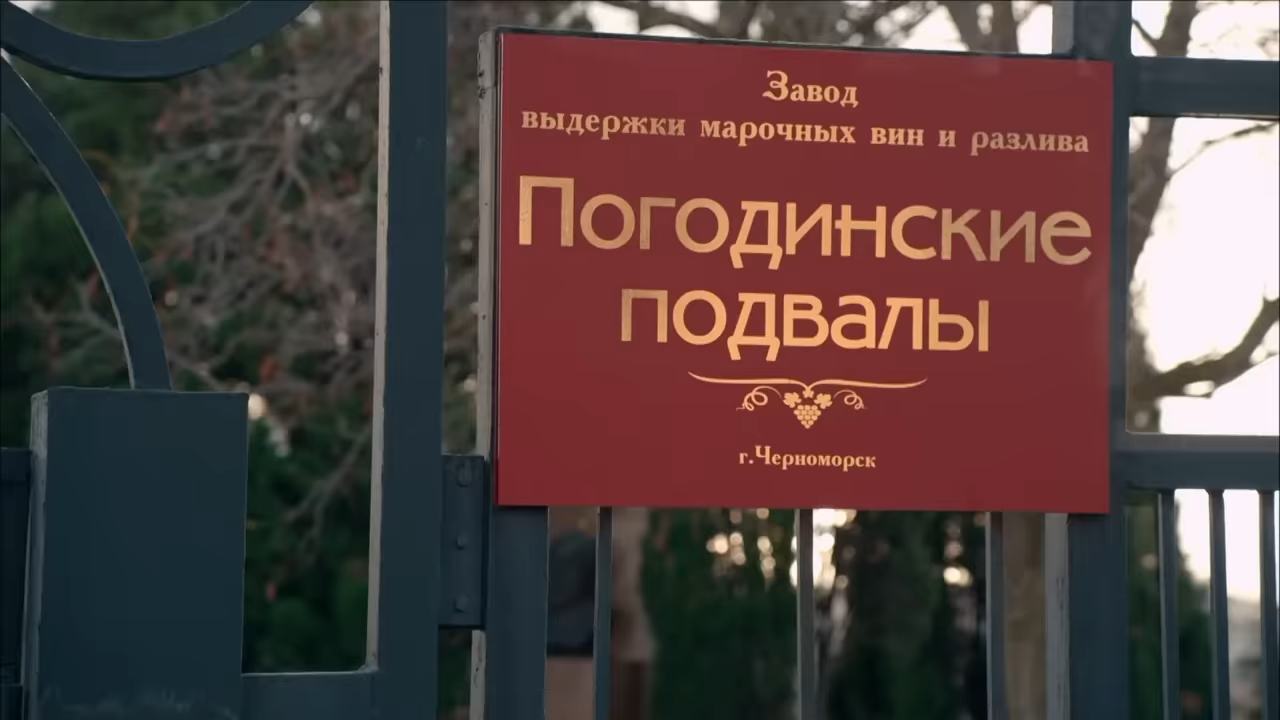 Завод
выдержки марочных вин и разлива
Погодинские
подвалы
г.Черноморск